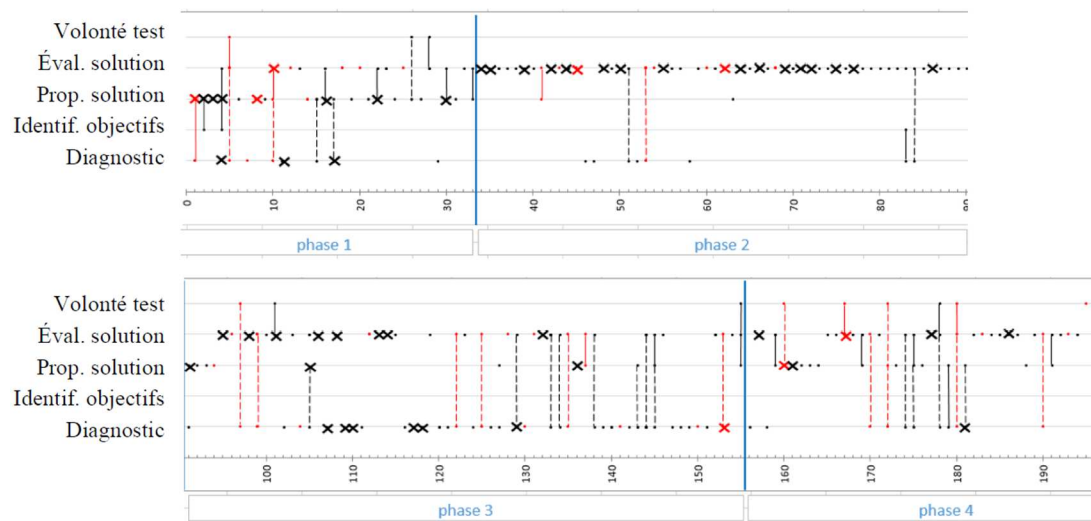 Volonté test
Éval. solution
Prop. solution
Identif. objectifs
Diagnostic
0 10 20 30 40 50 60 70 80 90
phase 1 phase 2
Volonté test
Éval. solution
Prop. solution
Identif. objectifs
Diagnostic
100 110 120 130 140 150 160 170 180 190
phase 3 phase 4